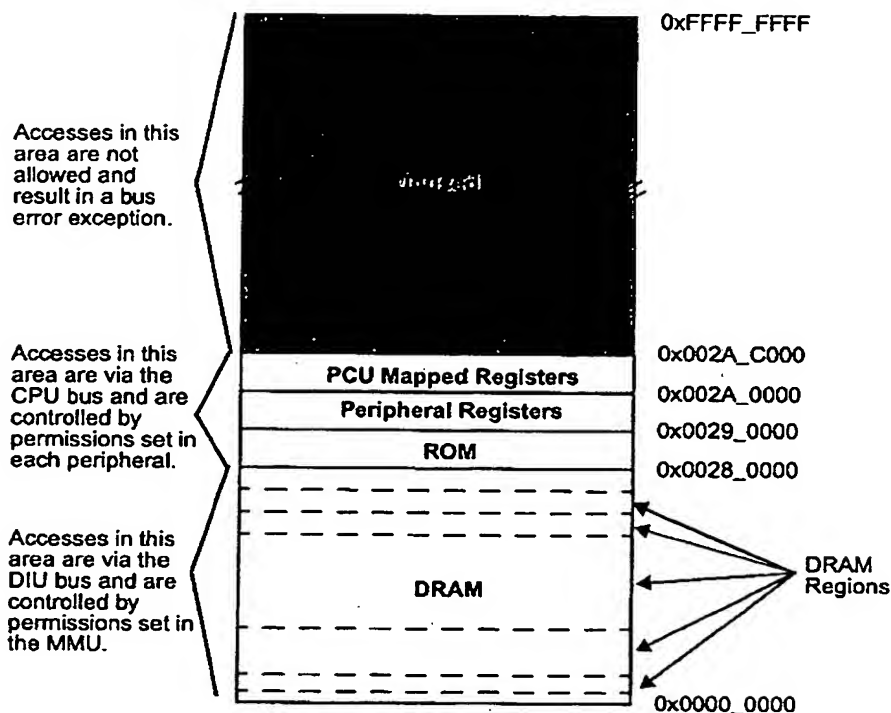 0xFFFF_FFFF
Accesses in this
area are not
allowed and
result in a bus
error exception.
0x002A_C000
Accesses in this
area are via the
CPU bus and are
controlled by
permissions set in
each peripheral.
PCU Mapped Registers
0x002A_0000
Peripheral Registers
0x0029_0000
ROM
0x0028_0000
Accesses in this
area are via the
DIU bus and are
controlled by
permissions set in
the MMU.
DRAM
DRAM
Regions
0x0000_0000